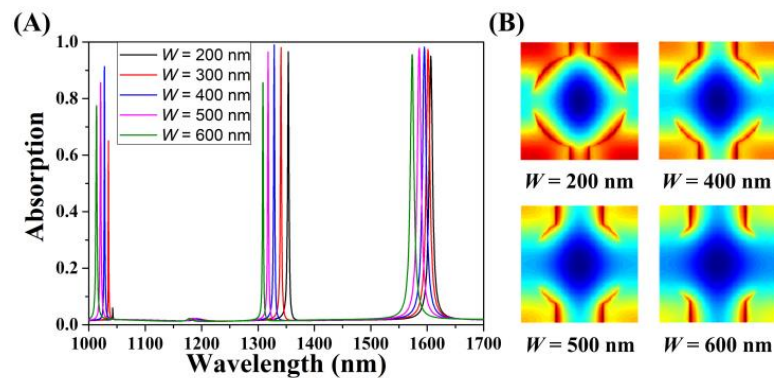 (A)
Absorption
1.0
0.8
0.6
0.4
0.2
0.0
W = 200 nm
W = 300 nm
W = 400 nm
W = 500 nm
W = 600 nm
1000 1100 1200 1300 1400 1500 1600 1700
Wavelength (nm)
(B)
W = 200 nm W = 400 nm
W = 500 nm W = 600 nm